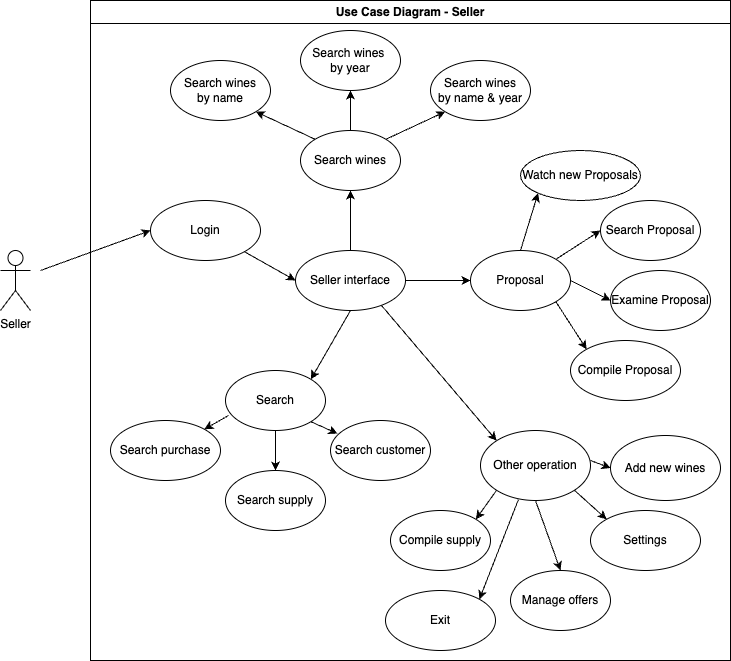 Use Case Diagram - Seller
Search wines
by year
Search wines
by name
Search wines
by name & year
Search wines
Watch new Proposals
Login
Search Proposal
Seller interface
Proposal
Examine Proposal
Seller
Compile Proposal
Search
Search purchase
Search customer
Other operation
Add new wines
Search supply
Compile supply
Settings
Manage offers
Exit